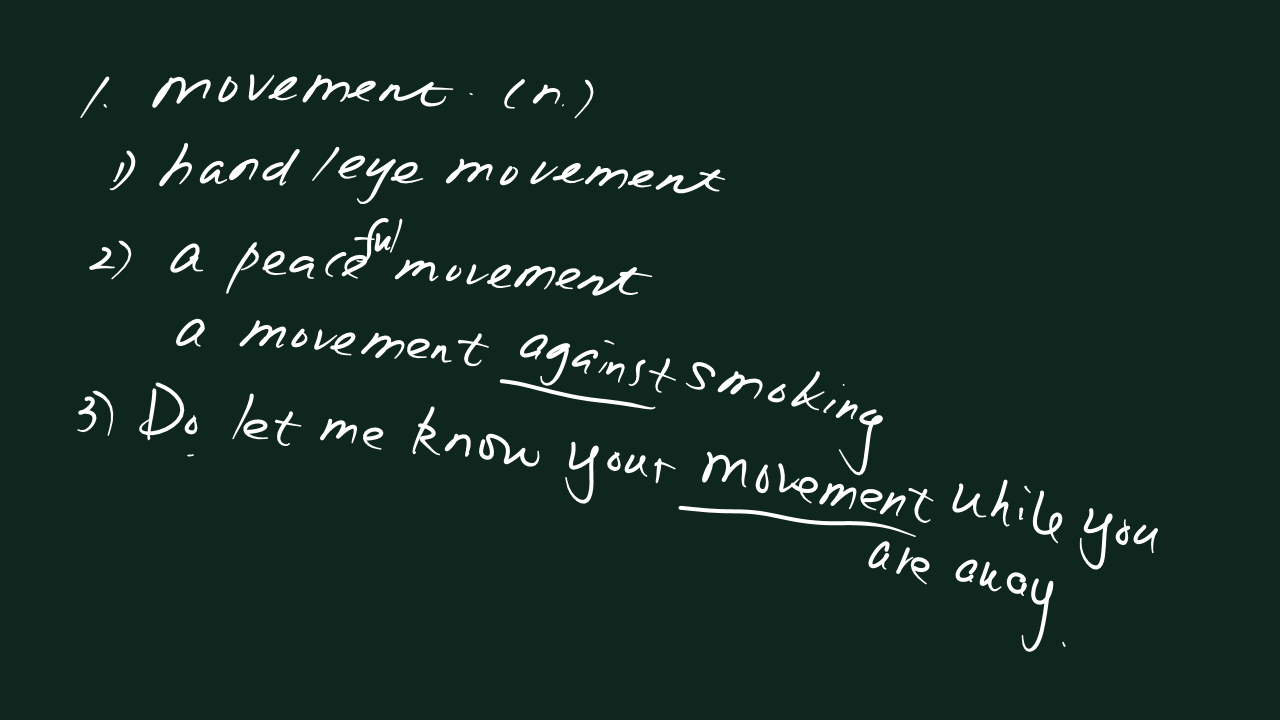 1. movement. (n.)
1) hand/eye movement
2) a peaceful movement
a movement against smoking
3) Do let me know your movement while you
are away.